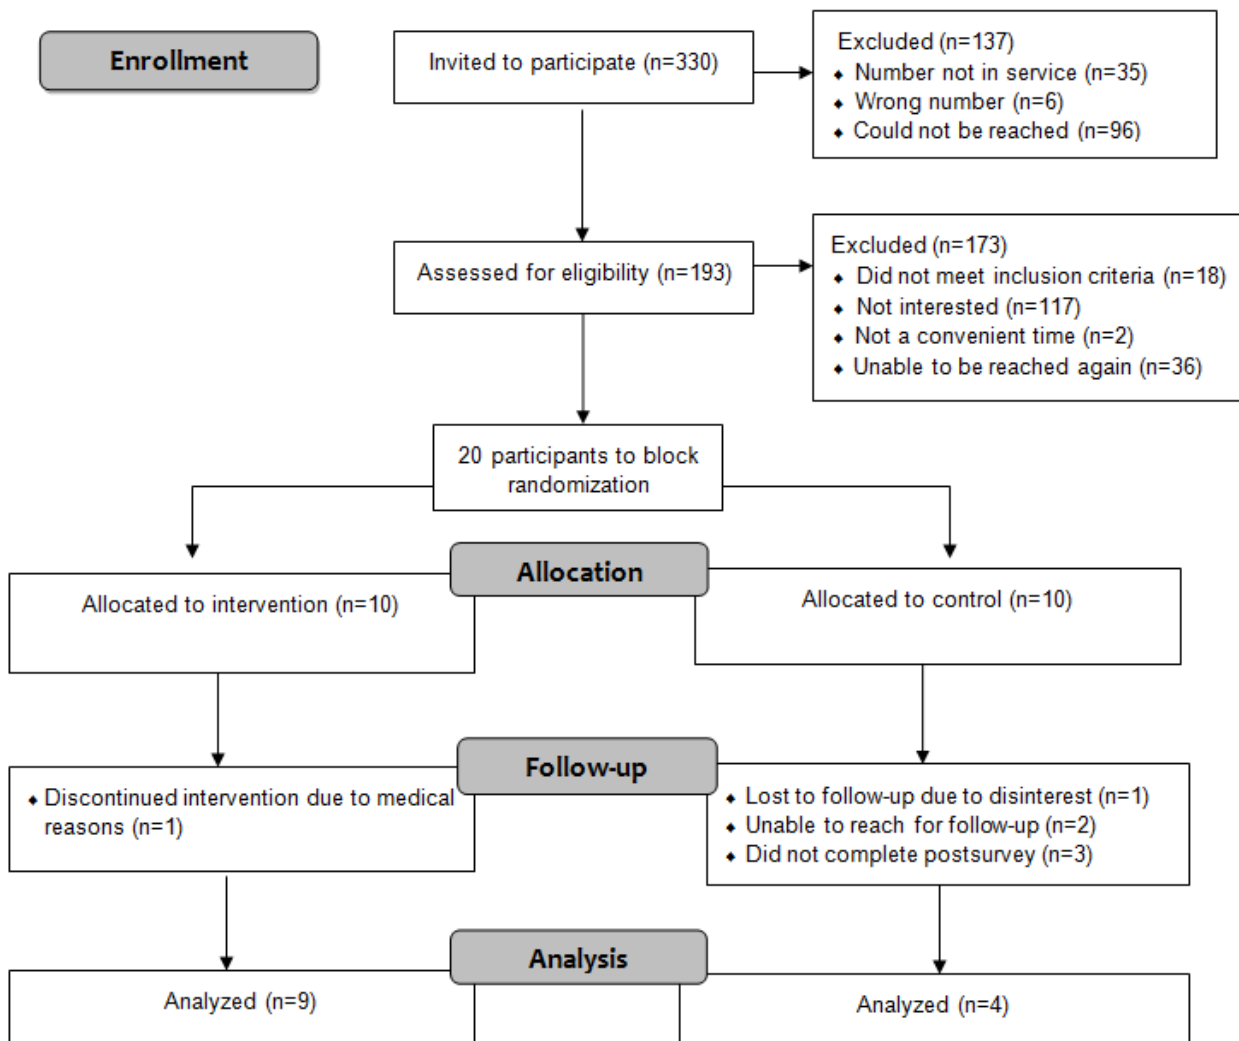 Enrollment
Invited to participate (n=330)
Excluded (n=137)
◆ Number not in service (n=35)
◆ Wrong number (n=6)
◆ Could not be reached (n=96)
Assessed for eligibility (n=193)
Excluded (n=173)
◆ Did not meet inclusion criteria (n=18)
◆ Not interested (n=117)
◆ Not a convenient time (n=2)
◆ Unable to be reached again (n=36)
20 participants to block
randomization
Allocation
Allocated to intervention (n=10)
Allocated to control (n=10)
Follow-up
◆ Discontinued intervention due to medical
reasons (n=1)
◆ Lost to follow-up due to disinterest (n=1)
◆ Unable to reach for follow-up (n=2)
◆ Did not complete postsurvey (n=3)
Analysis
Analyzed (n=9)
Analyzed (n=4)